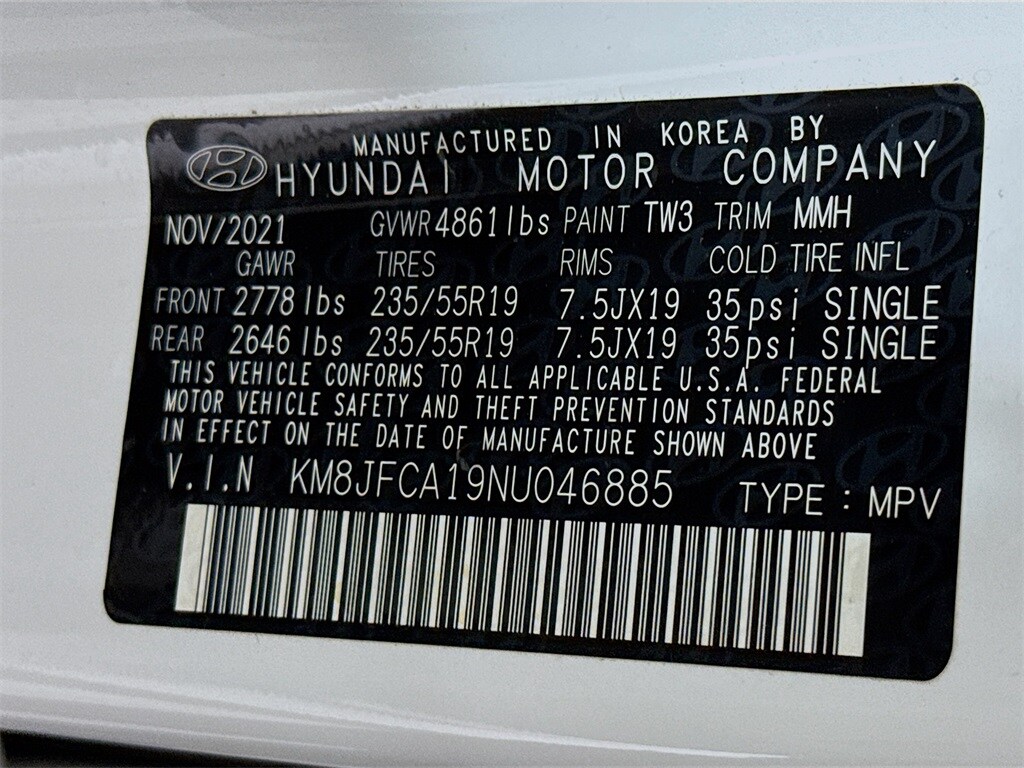 MANUFACTURED IN KOREA BY
HYUNDAI MOTOR COMPANY
NOV/2021 GVWR 4861lbs PAINT TW3 TRIM MMH
GAWR TIRES RIMS COLD TIRE INFL
FRONT 2778 lbs 235/55R19 7.5JX19 35psi SINGLE
REAR 2646 lbs 235/55R19 7.5JX19 35psi SINGLE
THIS VEHICLE CONFORMS TO ALL APPLICABLE U.S.A. FEDERAL
MOTOR VEHICLE SAFETY AND THEFT PREVENTION STANDARDS
IN EFFECT ON THE DATE OF MANUFACTURE SHOWN ABOVE
V.I.N KM8JFCA19NU046885 TYPE : MPV